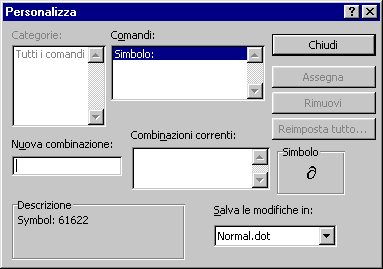 Personalizza
Categorie:
Comandi:
Tutti i comandi
Simbolo:
Chiudi
Assegna
Rimuovi
Reimposta tutto...
Nuova combinazione:
Combinazioni correnti:
Simbolo
∂
Descrizione
Symbol: 61622
Salva le modifiche in:
Normal.dot